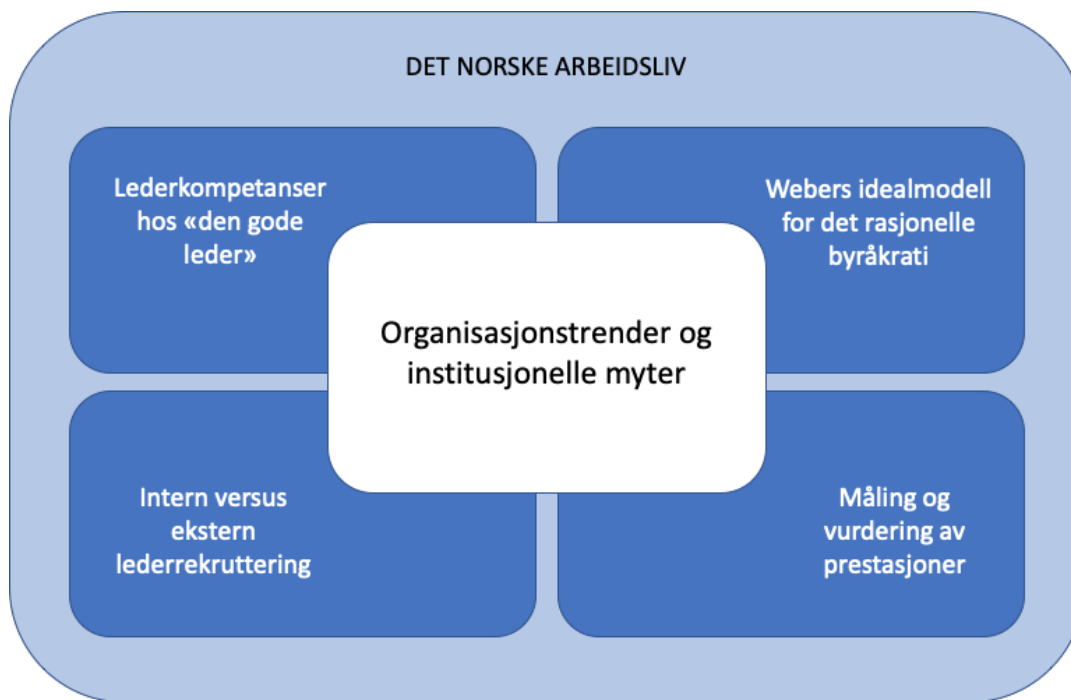 DET NORSKE ARBEIDSLIV
Lederkompetanser
hos «den gode
leder»
Webers idealmodell
for det rasjonelle
byråkrati
Organisasjonstrender og
institusjonelle myter
Intern versus
ekstern
lederrekruttering
Måling og
vurdering av
prestasjoner